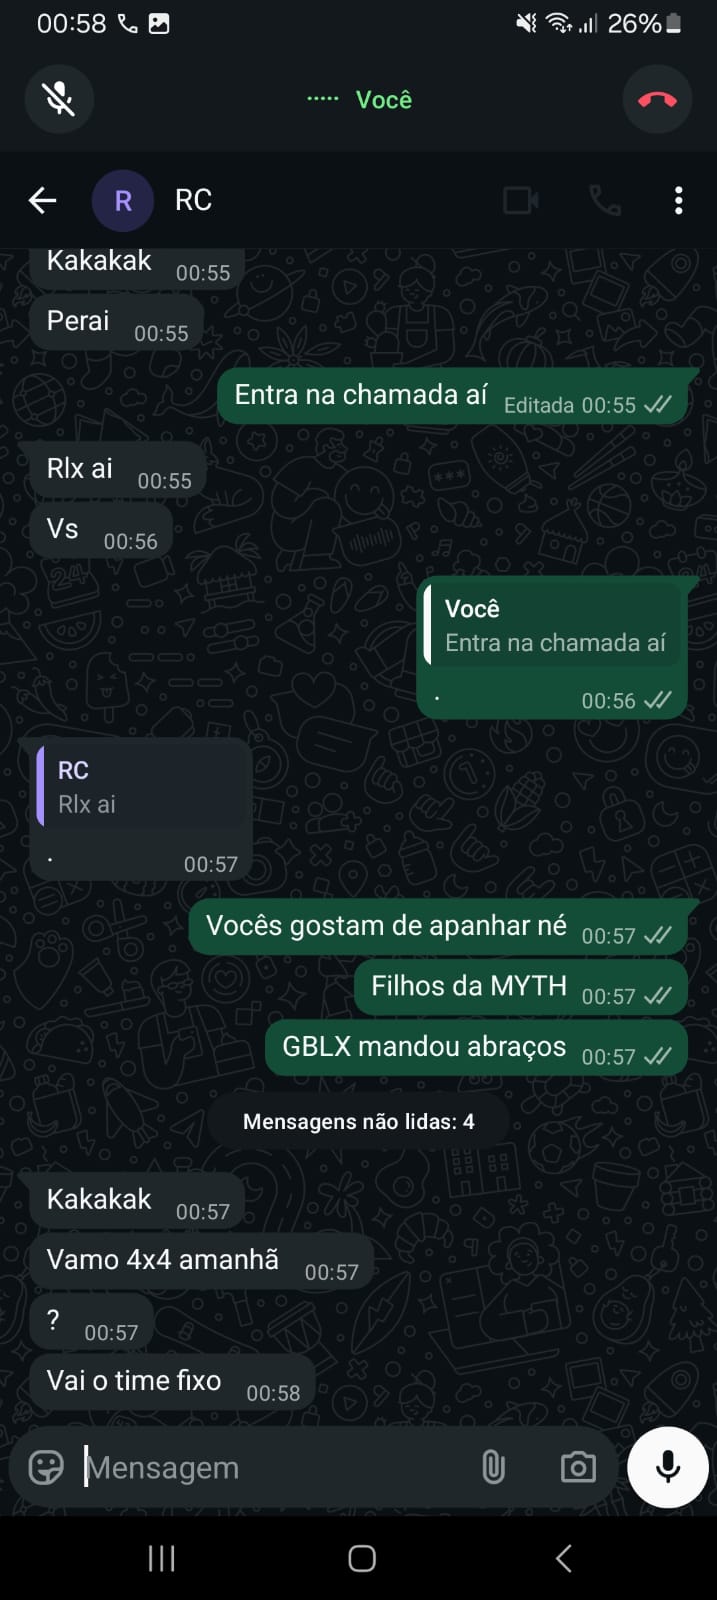 00:58 26%
Você
R RC
Kakakak 00:55
Perai 00:55
Entra na chamada aí Editada 00:55
Rlx ai 00:55
Vs 00:56
Você
Entra na chamada aí
. 00:56
RC
Rlx ai
. 00:57
Vocês gostam de apanhar né 00:57
Filhos da MYTH 00:57
GBLX mandou abraços 00:57
Mensagens não lidas: 4
Kakakak 00:57
Vamo 4x4 amanhã 00:57
? 00:57
Vai o time fixo 00:58
Mensagem